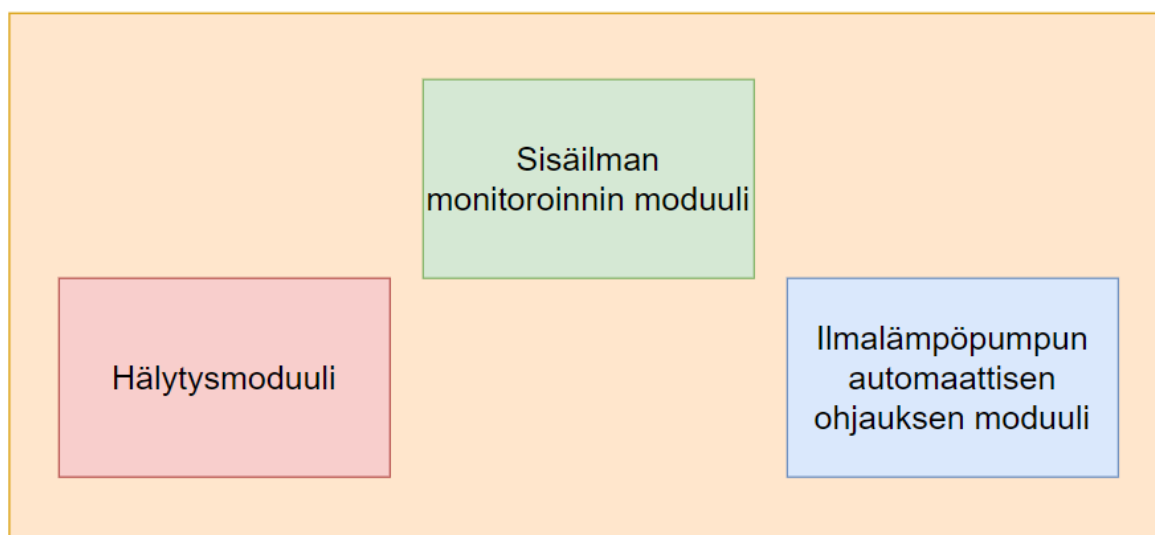 Sisäilman
monitoroinnin moduuli
Hälytysmoduuli
Ilmalämpöpumpun
automaattisen
ohjauksen moduuli